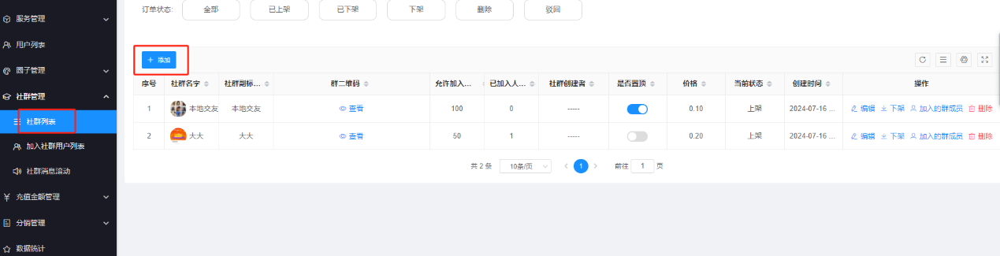 服务管理
用户列表
圈子管理
社群管理
社群列表
加入社群用户列表
社群消息滚动
充值金额管理
分销管理
数据统计
订单状态: 全部 已上架 已下架 下架 删除 驳回
+ 添加
序号 社群名字 社群副标... 群二维码 允许加入... 已加入人... 社群创建者 是否置顶 价格 当前状态 创建时间 操作
1 本地交友 本地交友 查看 100 0 ----- 0.10 上架 2024-07-16 ... 编辑 下架 加入的群成员 删除
2 大大 大大 查看 50 1 ----- 0.20 上架 2024-07-16 ... 编辑 下架 加入的群成员 删除
共 2 条 10条/页 1 前往 1 页